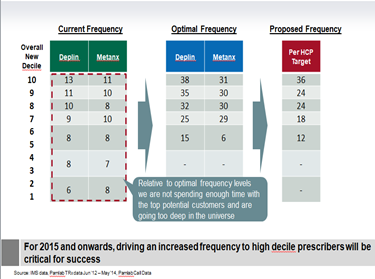 Current Frequency Optimal Frequency Proposed Frequency
Overall New Decile Deplin Metanx Deplin Metanx Per HCP Target
10 13 11 38 31 36
9 11 10 35 30 24
8 10 8 32 30 24
7 9 10 25 29 18
6
5 8 8 15 6 12
4
3 8 7 - - -
2
1 6 8 -
Relative to optimal frequency levels
we are not spending enough time with
the top potential customers and are
going too deep in the universe
For 2015 and onwards, driving an increased frequency to high decile prescribers will be
critical for success
Source: IMS data, Pamlab TRx data Jun'12 – May'14, Pamlab Call Data